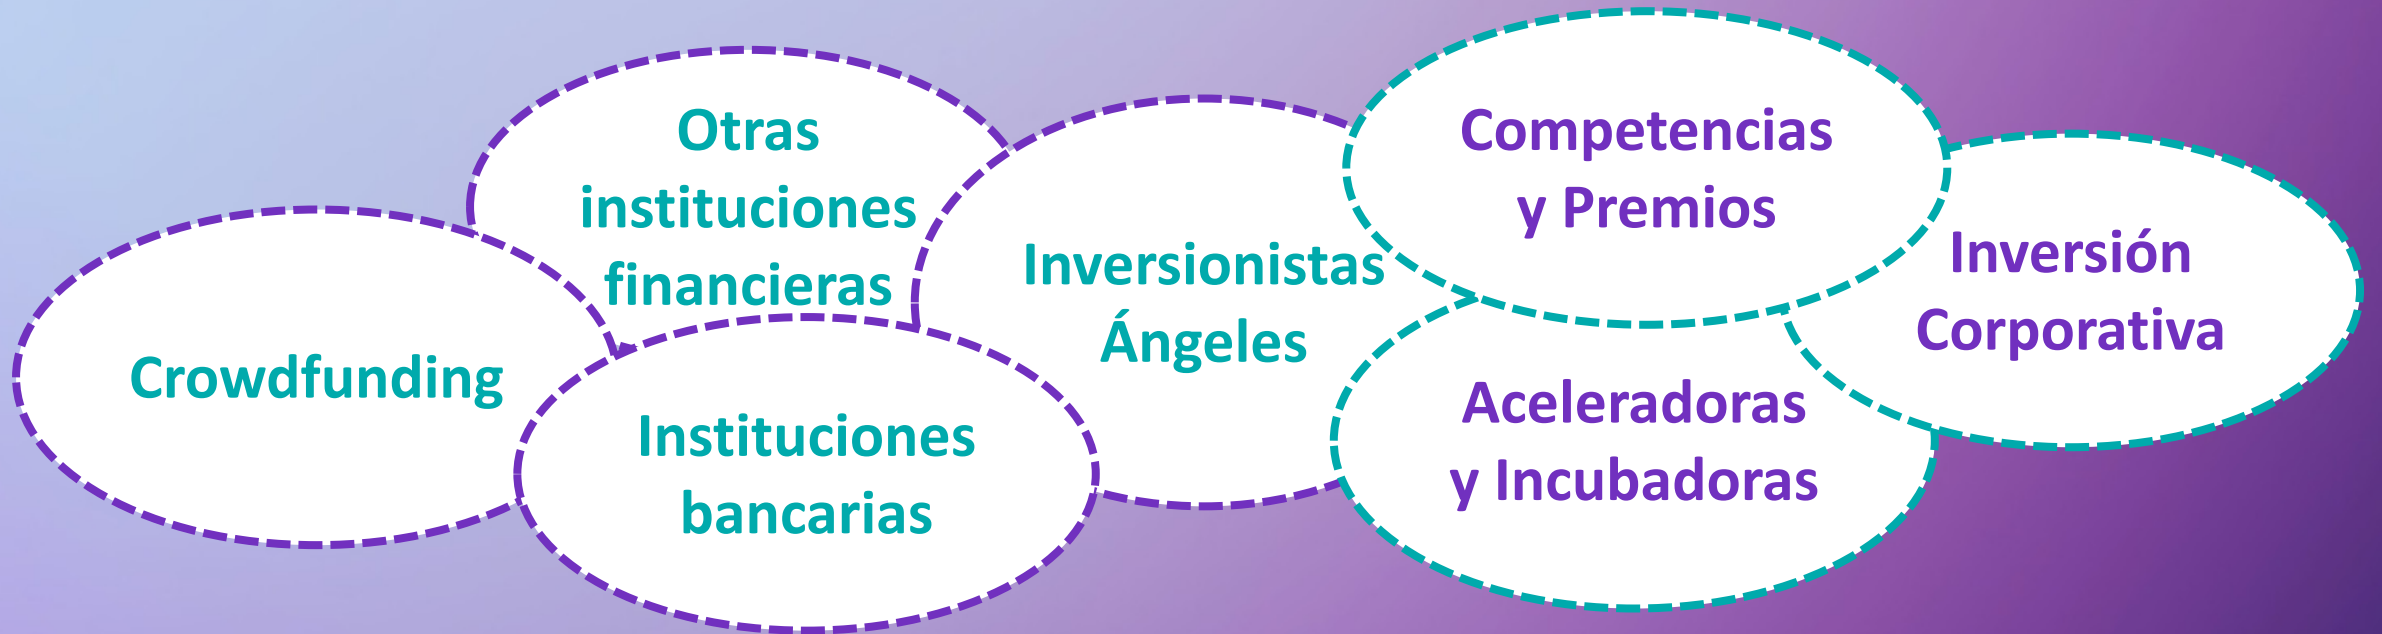 Crowdfunding
Otras
instituciones
financieras
Instituciones
bancarias
Inversionistas
Ángeles
Competencias
y Premios
Aceleradoras
y Incubadoras
Inversión
Corporativa